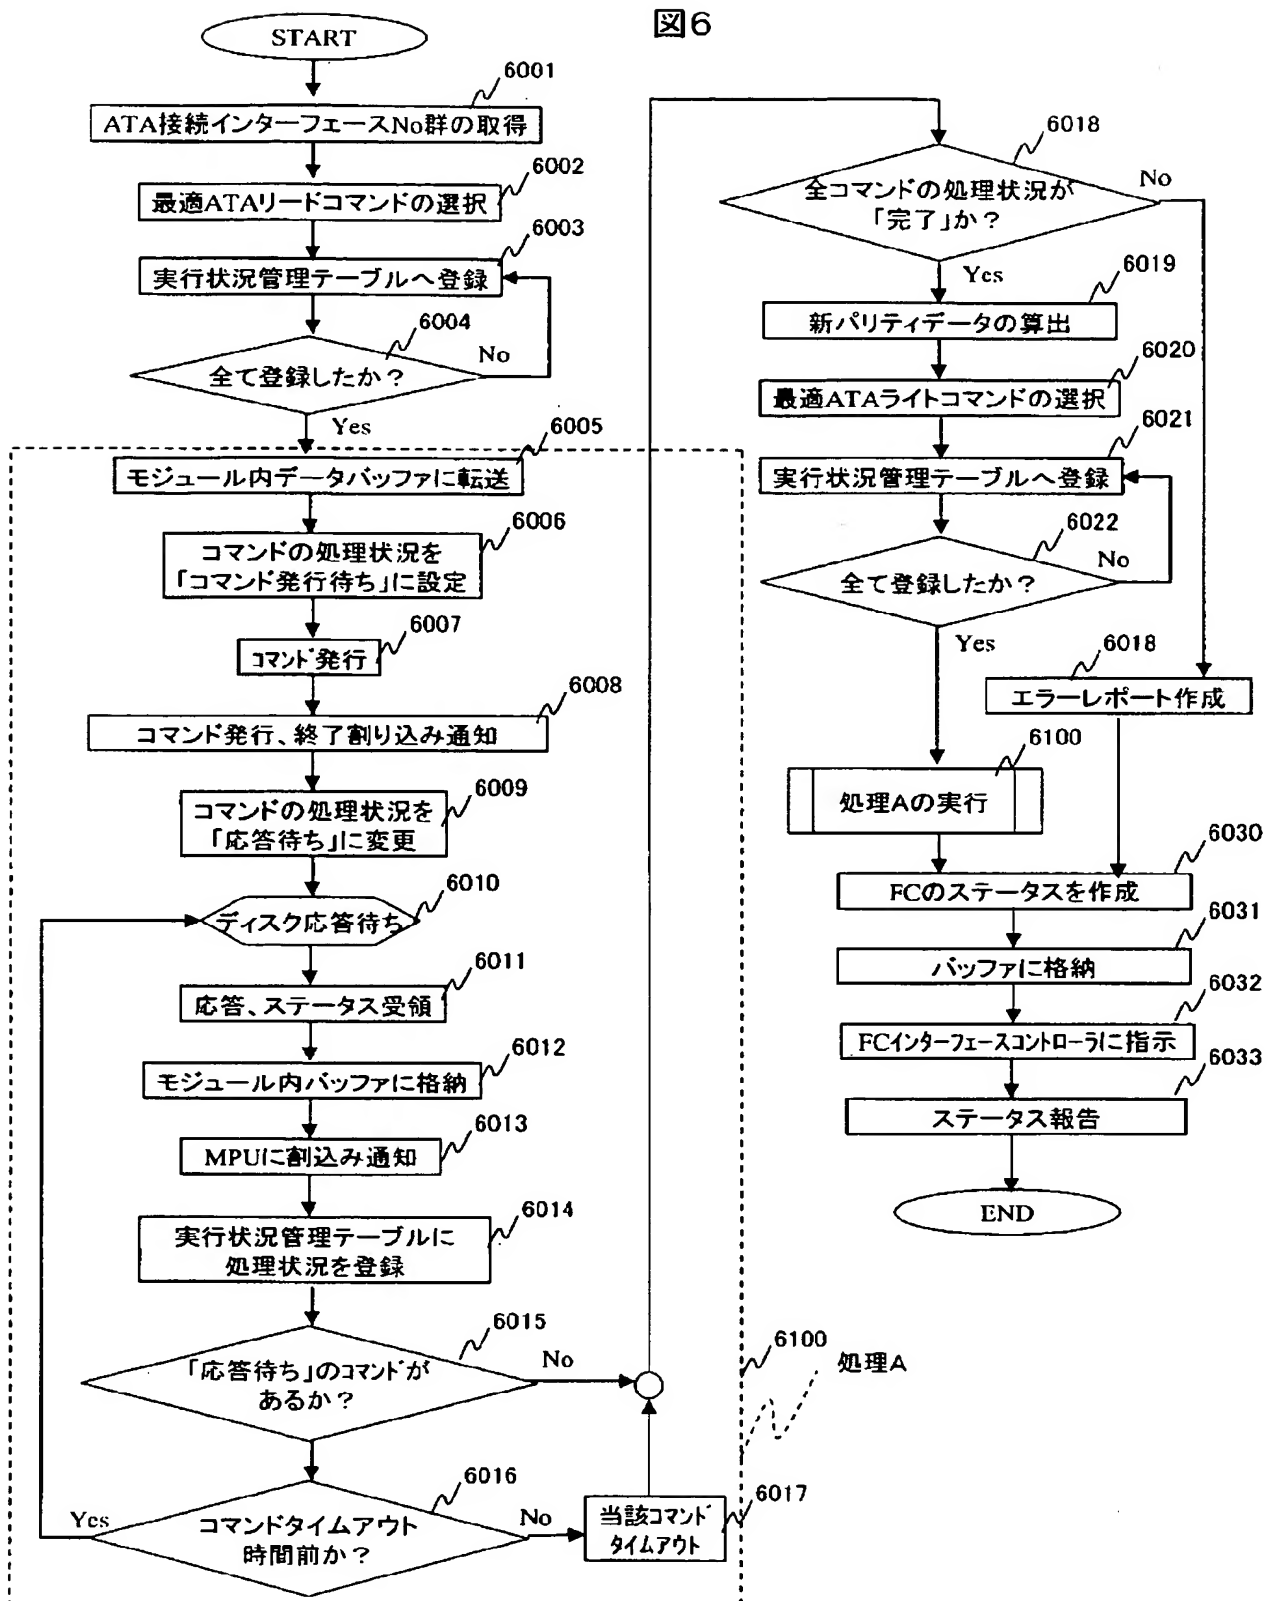 図6
START
6001
ATA接続インターフェースNo群の取得
6002
最適ATAリードコマンドの選択
6003
実行状況管理テーブルへ登録
6004
全て登録したか？
No
Yes
6005
モジュール内データバッファに転送
6006
コマンドの処理状況を
「コマンド発行待ち」に設定
6007
コマンド発行
6008
コマンド発行、終了割り込み通知
6009
コマンドの処理状況を
「応答待ち」に変更
6010
ディスク応答待ち
6011
応答、ステータス受領
6012
モジュール内バッファに格納
6013
MPUに割込み通知
6014
実行状況管理テーブルに
処理状況を登録
6015
「応答待ち」のコマンドが
あるか？
No
6016
コマンドタイムアウト
時間前か？
Yes
No
6017
当該コマンド
タイムアウト
6100
処理A
6018
全コマンドの処理状況が
「完了」か？
No
Yes
6019
新パリティデータの算出
6020
最適ATAライトコマンドの選択
6021
実行状況管理テーブルへ登録
6022
全て登録したか？
No
Yes
6018
エラーレポート作成
6100
処理Aの実行
6030
FCのステータスを作成
6031
バッファに格納
6032
FCインターフェースコントローラに指示
6033
ステータス報告
END